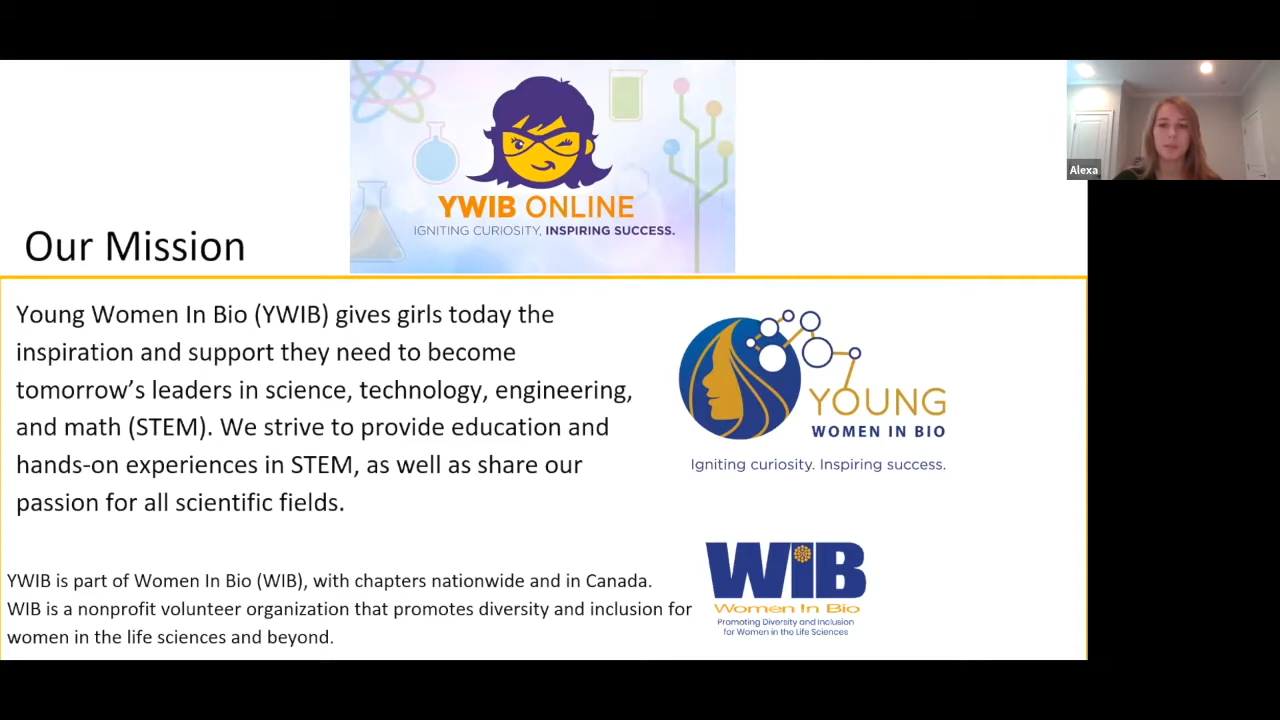 YWIB ONLINE
IGNITING CURIOSITY, INSPIRING SUCCESS.
Alexa
Our Mission
Young Women In Bio (YWIB) gives girls today the
inspiration and support they need to become
tomorrow’s leaders in science, technology, engineering,
and math (STEM). We strive to provide education and
hands-on experiences in STEM, as well as share our
passion for all scientific fields.
YOUNG
WOMEN IN BIO
Igniting curiosity. Inspiring success.
YWIB is part of Women In Bio (WIB), with chapters nationwide and in Canada.
WIB is a nonprofit volunteer organization that promotes diversity and inclusion for
women in the life sciences and beyond.
WIB
Women In Bio
Promoting Diversity and Inclusion
for Women in the Life Sciences